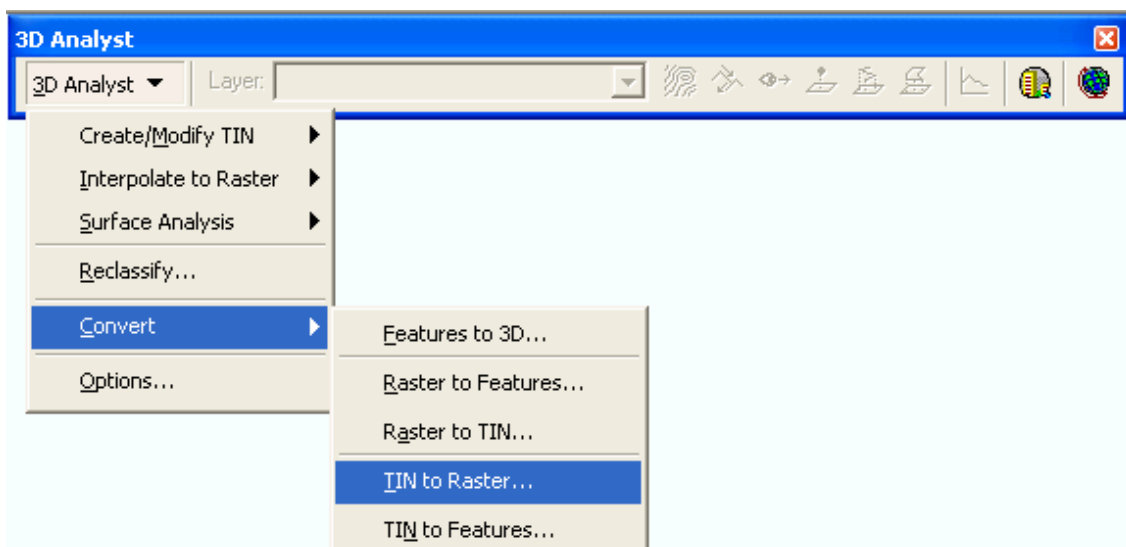 3D Analyst
3D Analyst Layer:
Create/Modify TIN
Interpolate to Raster
Surface Analysis
Reclassify...
Convert
Options...
Features to 3D...
Raster to Features...
Raster to TIN...
TIN to Raster...
TIN to Features...